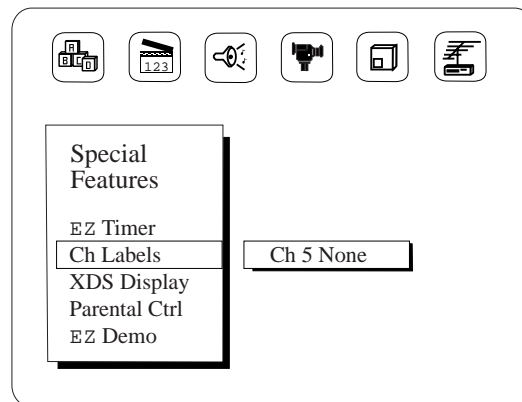 A
B C D
123
Special
Features
EZ Timer
Ch Labels
Ch 5 None
XDS Display
Parental Ctrl
EZ Demo